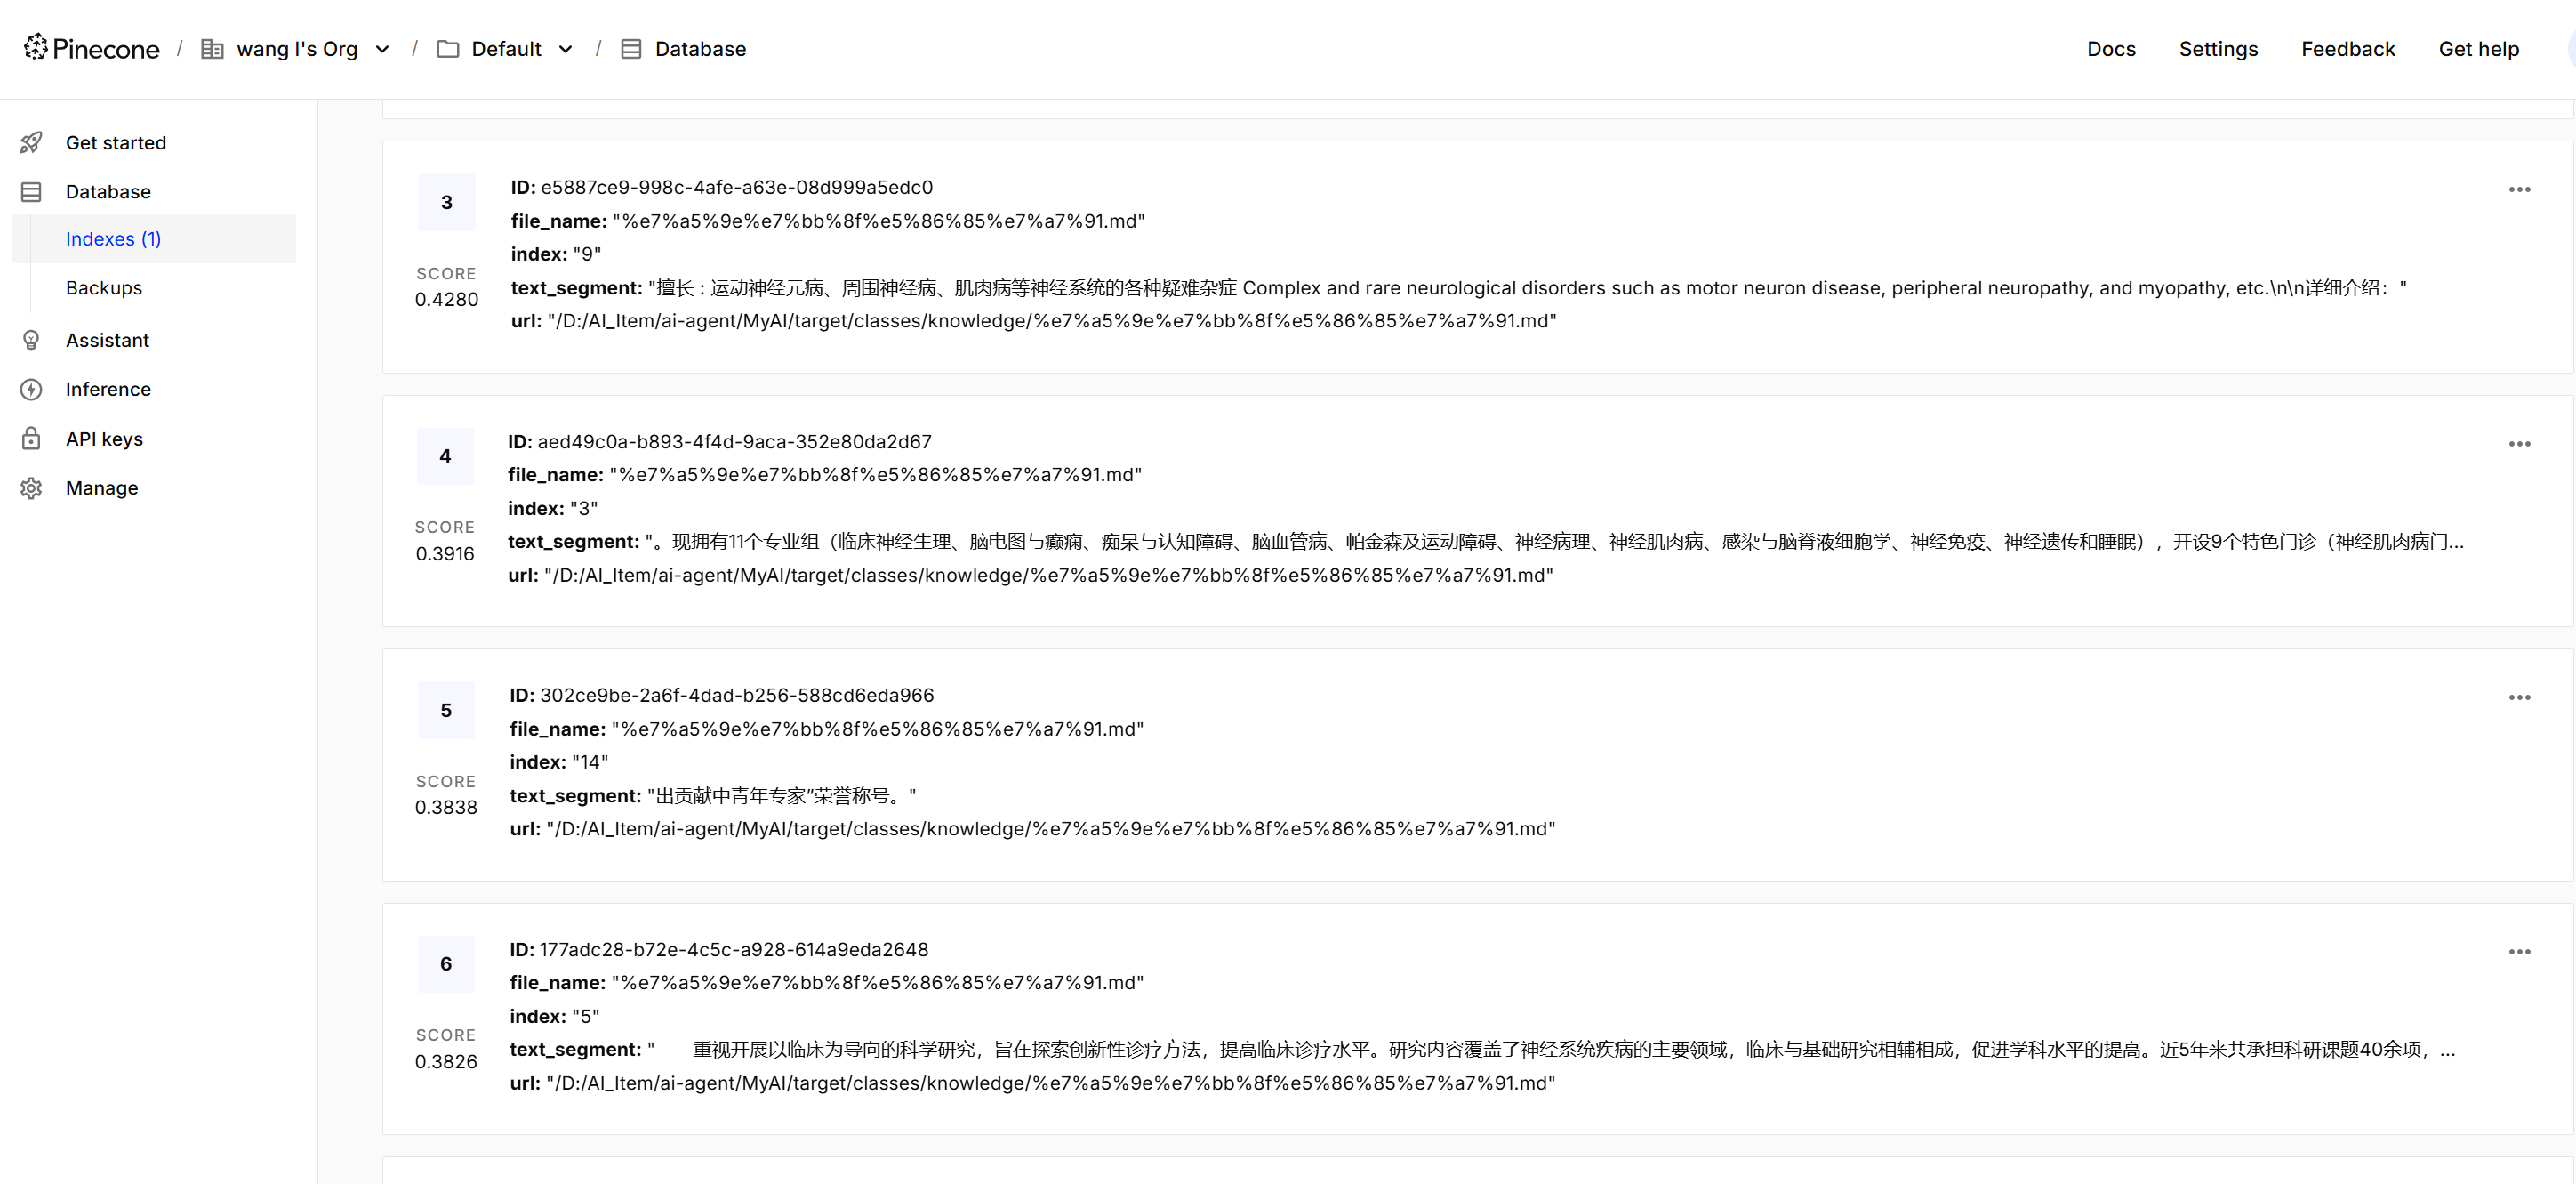 Pinecone / wang l's Org / Default / Database Docs Settings Feedback Get help
Get started
Database
Indexes (1)
Backups
Assistant
Inference
API keys
Manage
3
SCORE
0.4280
ID: e5887ce9-998c-4afe-a63e-08d999a5edc0
file_name: "%e7%a5%9e%e7%bb%8f%e5%86%85%e7%a7%91.md"
index: "9"
text_segment: "擅长 : 运动神经元病、周围神经病、肌肉病等神经系统的各种疑难杂症 Complex and rare neurological disorders such as motor neuron disease, peripheral neuropathy, and myopathy, etc.\n\n详细介绍： "
url: "/D:/AI_Item/ai-agent/MyAI/target/classes/knowledge/%e7%a5%9e%e7%bb%8f%e5%86%85%e7%a7%91.md"
4
SCORE
0.3916
ID: aed49c0a-b893-4f4d-9aca-352e80da2d67
file_name: "%e7%a5%9e%e7%bb%8f%e5%86%85%e7%a7%91.md"
index: "3"
text_segment: "。现拥有11个专业组（临床神经生理、脑电图与癫痫、痴呆与认知障碍、脑血管病、帕金森及运动障碍、神经病理、神经肌肉病、感染与脑脊液细胞学、神经免疫、神经遗传和睡眠），开设9个特色门诊（神经肌肉病门...
url: "/D:/AI_Item/ai-agent/MyAI/target/classes/knowledge/%e7%a5%9e%e7%bb%8f%e5%86%85%e7%a7%91.md"
5
SCORE
0.3838
ID: 302ce9be-2a6f-4dad-b256-588cd6eda966
file_name: "%e7%a5%9e%e7%bb%8f%e5%86%85%e7%a7%91.md"
index: "14"
text_segment: "出贡献中青年专家”荣誉称号。"
url: "/D:/AI_Item/ai-agent/MyAI/target/classes/knowledge/%e7%a5%9e%e7%bb%8f%e5%86%85%e7%a7%91.md"
6
SCORE
0.3826
ID: 177adc28-b72e-4c5c-a928-614a9eda2648
file_name: "%e7%a5%9e%e7%bb%8f%e5%86%85%e7%a7%91.md"
index: "5"
text_segment: "　　重视开展以临床为导向的科学研究，旨在探索创新性诊疗方法，提高临床诊疗水平。研究内容覆盖了神经系统疾病的主要领域，临床与基础研究相辅相成，促进学科水平的提高。近5年来共承担科研课题40余项，...
url: "/D:/AI_Item/ai-agent/MyAI/target/classes/knowledge/%e7%a5%9e%e7%bb%8f%e5%86%85%e7%a7%91.md"